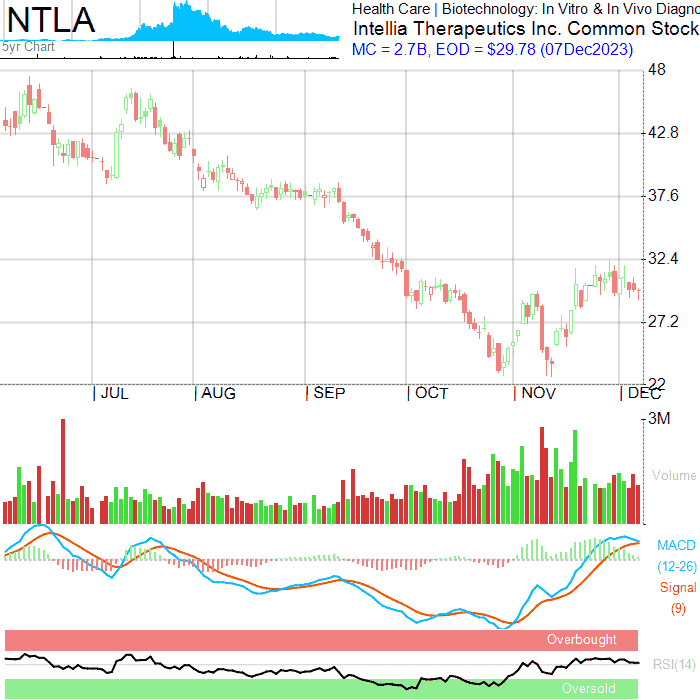 NTLA
5yr Chart
Health Care | Biotechnology: In Vitro & In Vivo Diagno
Intellia Therapeutics Inc. Common Stock
MC = 2.7B, EOD = $29.78 (07Dec2023)
48
42.8
37.6
32.4
27.2
22
JUL AUG SEP OCT NOV DEC
3M
Volume
MACD
(12-26)
Signal
(9)
Overbought
RSI(14)
Oversold